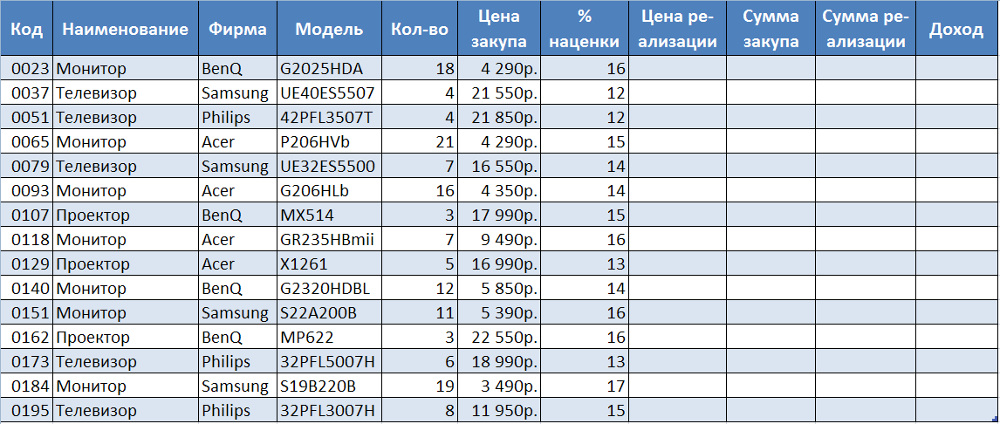 Код Наименование Фирма Модель Кол-во Цена закупа % наценки Цена ре-ализации Сумма закупа Сумма ре-ализации Доход
0023 Монитор BenQ G2025HDA 18 4 290р. 16
0037 Телевизор Samsung UE40ES5507 4 21 550р. 12
0051 Телевизор Philips 42PFL3507T 4 21 850р. 12
0065 Монитор Acer P206HVb 21 4 290р. 15
0079 Телевизор Samsung UE32ES5500 7 16 550р. 14
0093 Монитор Acer G206HLb 16 4 350р. 14
0107 Проектор BenQ MX514 3 17 990р. 15
0118 Монитор Acer GR235HBmii 7 9 490р. 16
0129 Проектор Acer X1261 5 16 990р. 13
0140 Монитор BenQ G2320HDBL 12 5 850р. 14
0151 Монитор Samsung S22A200B 11 5 390р. 16
0162 Проектор BenQ MP622 3 22 550р. 16
0173 Телевизор Philips 32PFL5007H 6 18 990р. 13
0184 Монитор Samsung S19B220B 19 3 490р. 17
0195 Телевизор Philips 32PFL3007H 8 11 950р. 15